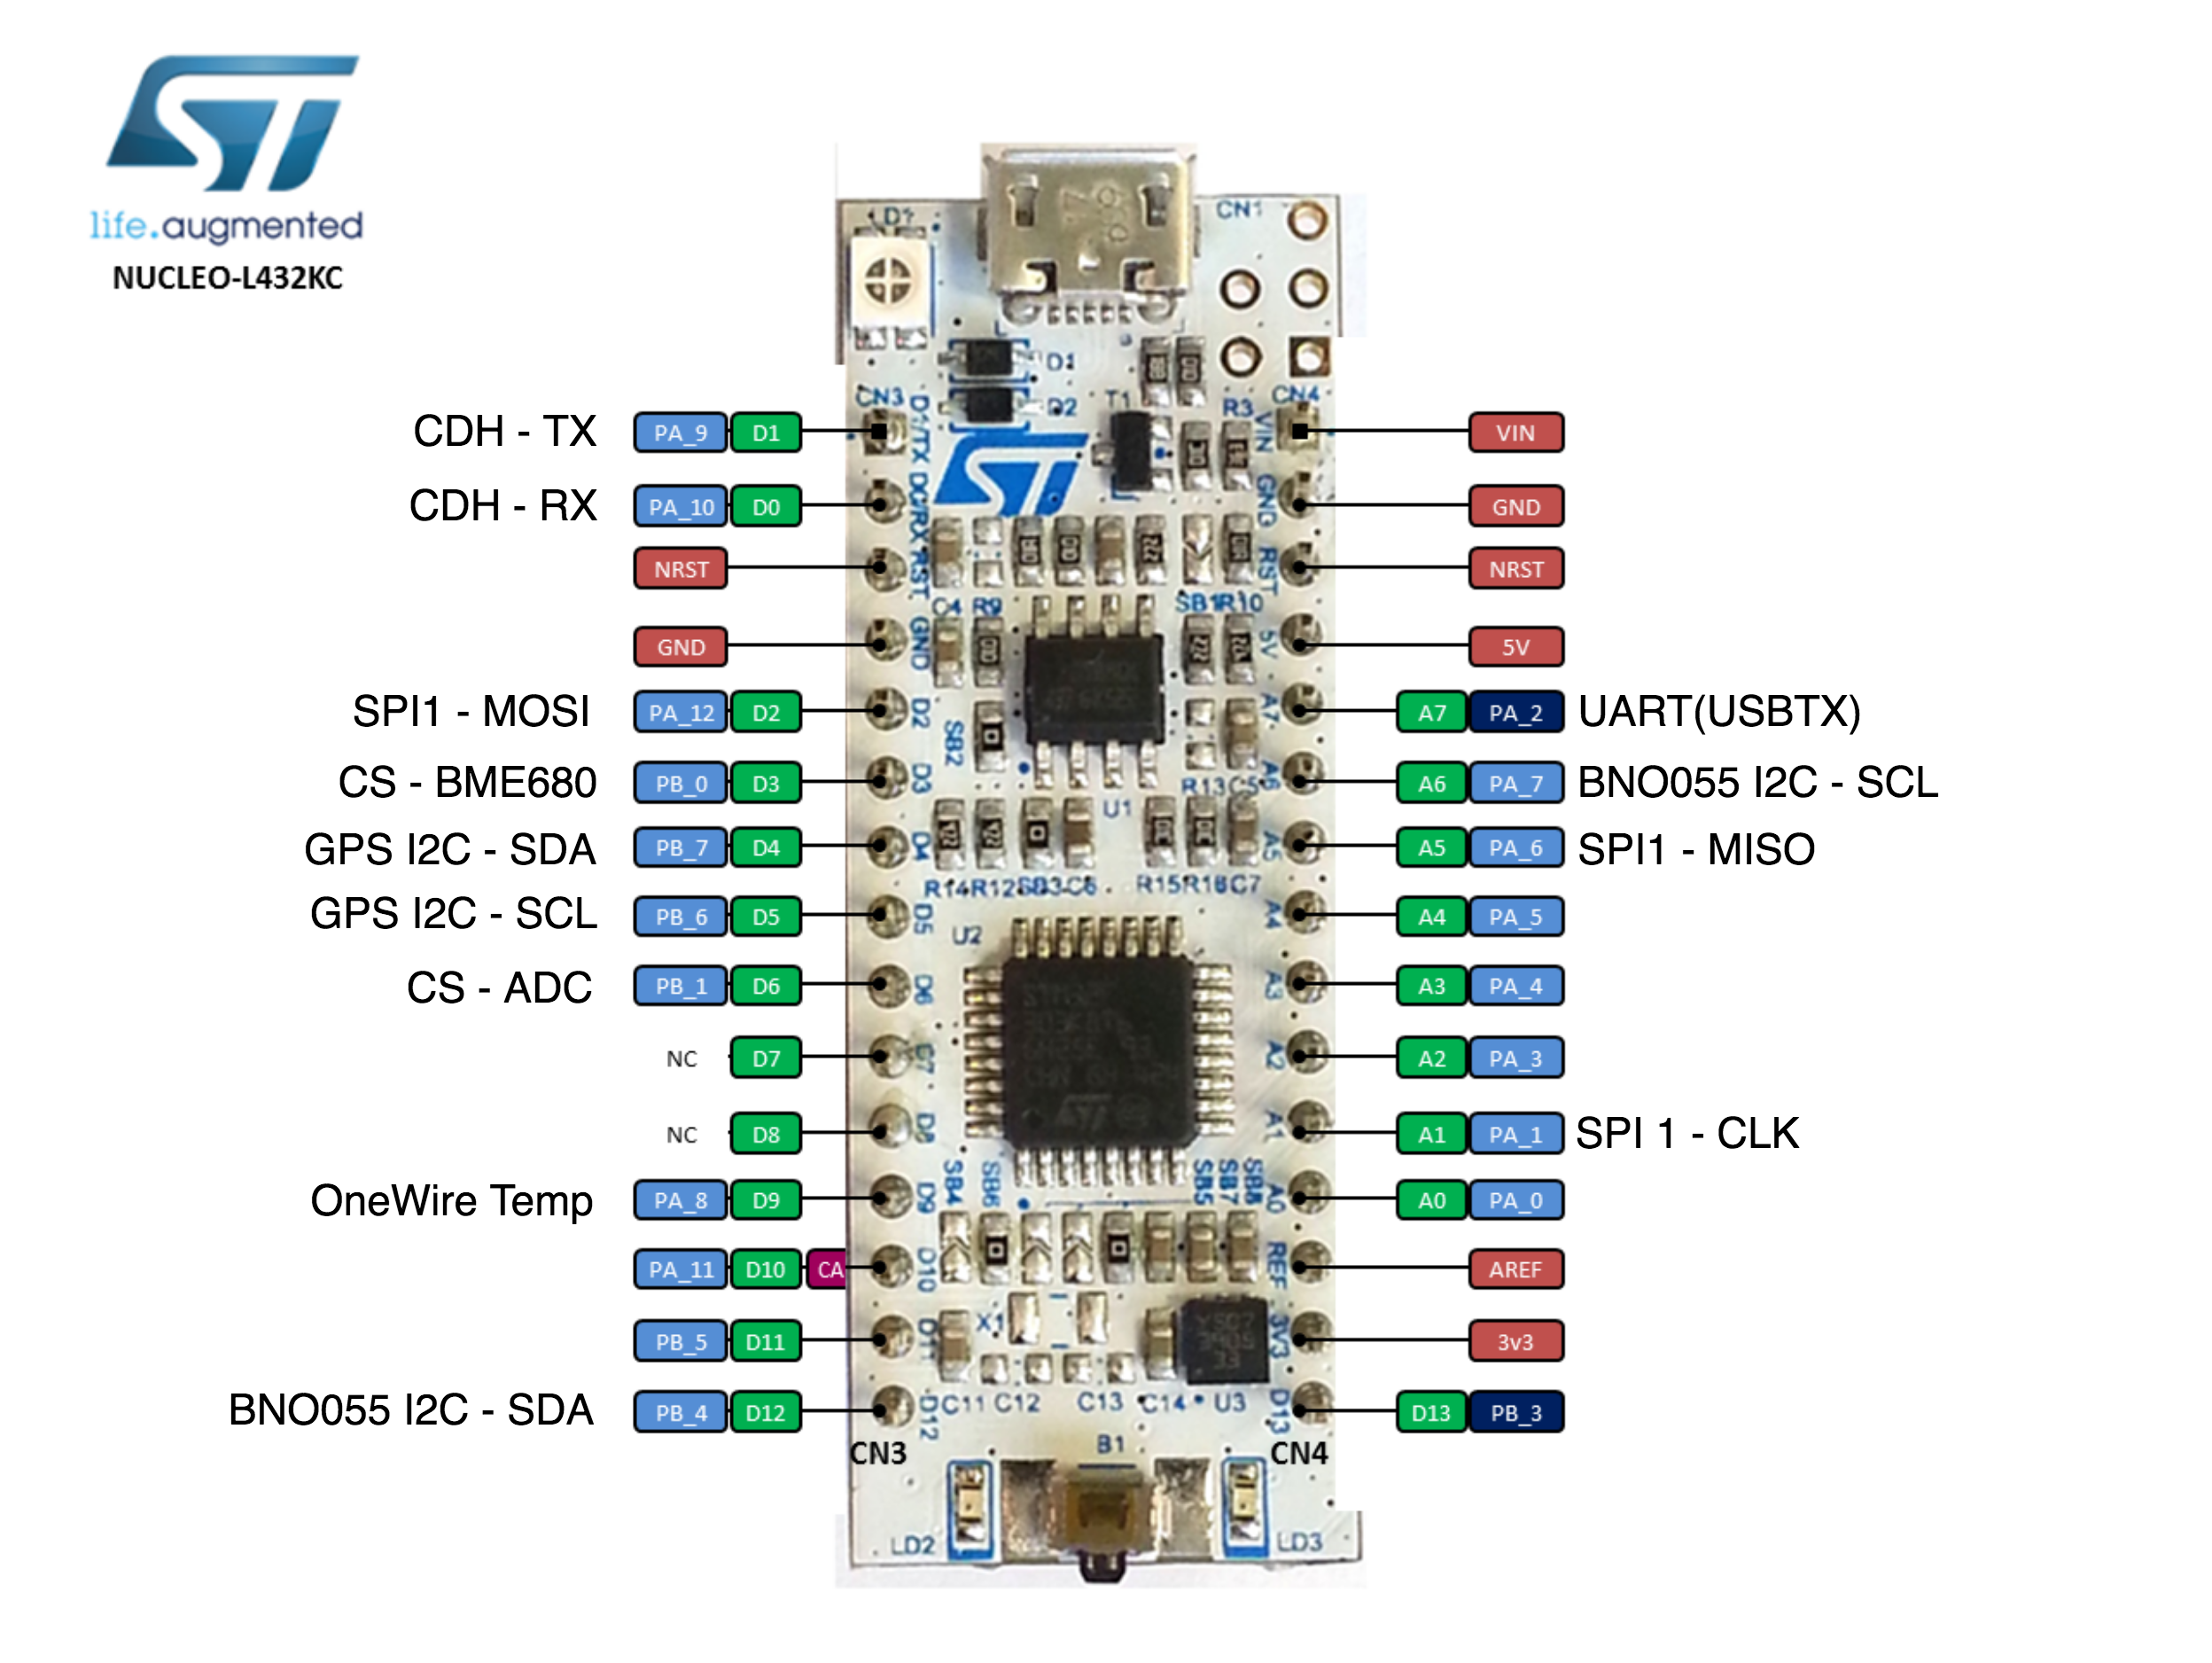 life.augmented
NUCLEO-L432KC
CDH - TX PA_9 D1
CDH - RX PA_10 D0
NRST
GND
SPI1 - MOSI PA_12 D2
CS - BME680 PB_0 D3
GPS I2C - SDA PB_7 D4
GPS I2C - SCL PB_6 D5
CS - ADC PB_1 D6
NC D7
NC D8
OneWire Temp PA_8 D9
PA_11 D10 CA
PB_5 D11
BNO055 I2C - SDA PB_4 D12
CN1
CN3
CN4
D1
D2
T1
R3
D1/TX
VIN
GND
RST
RST
GND
5V
C4 R9
SB1 R10
D2
A7
SB2
D3
R13 C5
A6
U1
D4
A5
R14 R12 SB3 C6
R15 R16 C7
D5
A4
U2
D6
A3
A2
D8
A1
SB4
SB6
SB5
SB7
SB8
D9
A0
D10
REF
X1
D11
3V3
C11 C12 C13 C14 U3
D12
D13
B1
CN3
CN4
LD2
LD3
VIN
GND
NRST
5V
A7 PA_2 UART(USBTX)
A6 PA_7 BNO055 I2C - SCL
A5 PA_6 SPI1 - MISO
A4 PA_5
A3 PA_4
A2 PA_3
A1 PA_1 SPI 1 - CLK
A0 PA_0
AREF
3v3
D13 PB_3